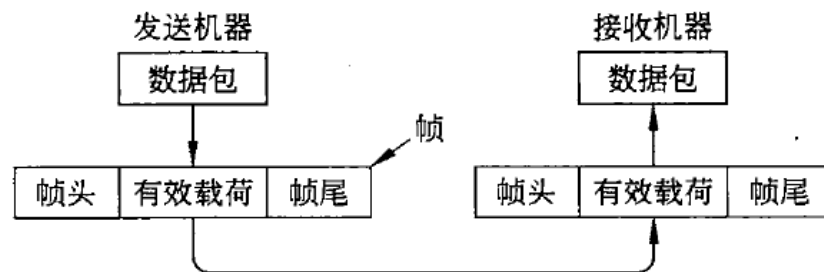 发送机器
接收机器
数据包
数据包
帧
帧头 有效载荷 帧尾
帧头 有效载荷 帧尾